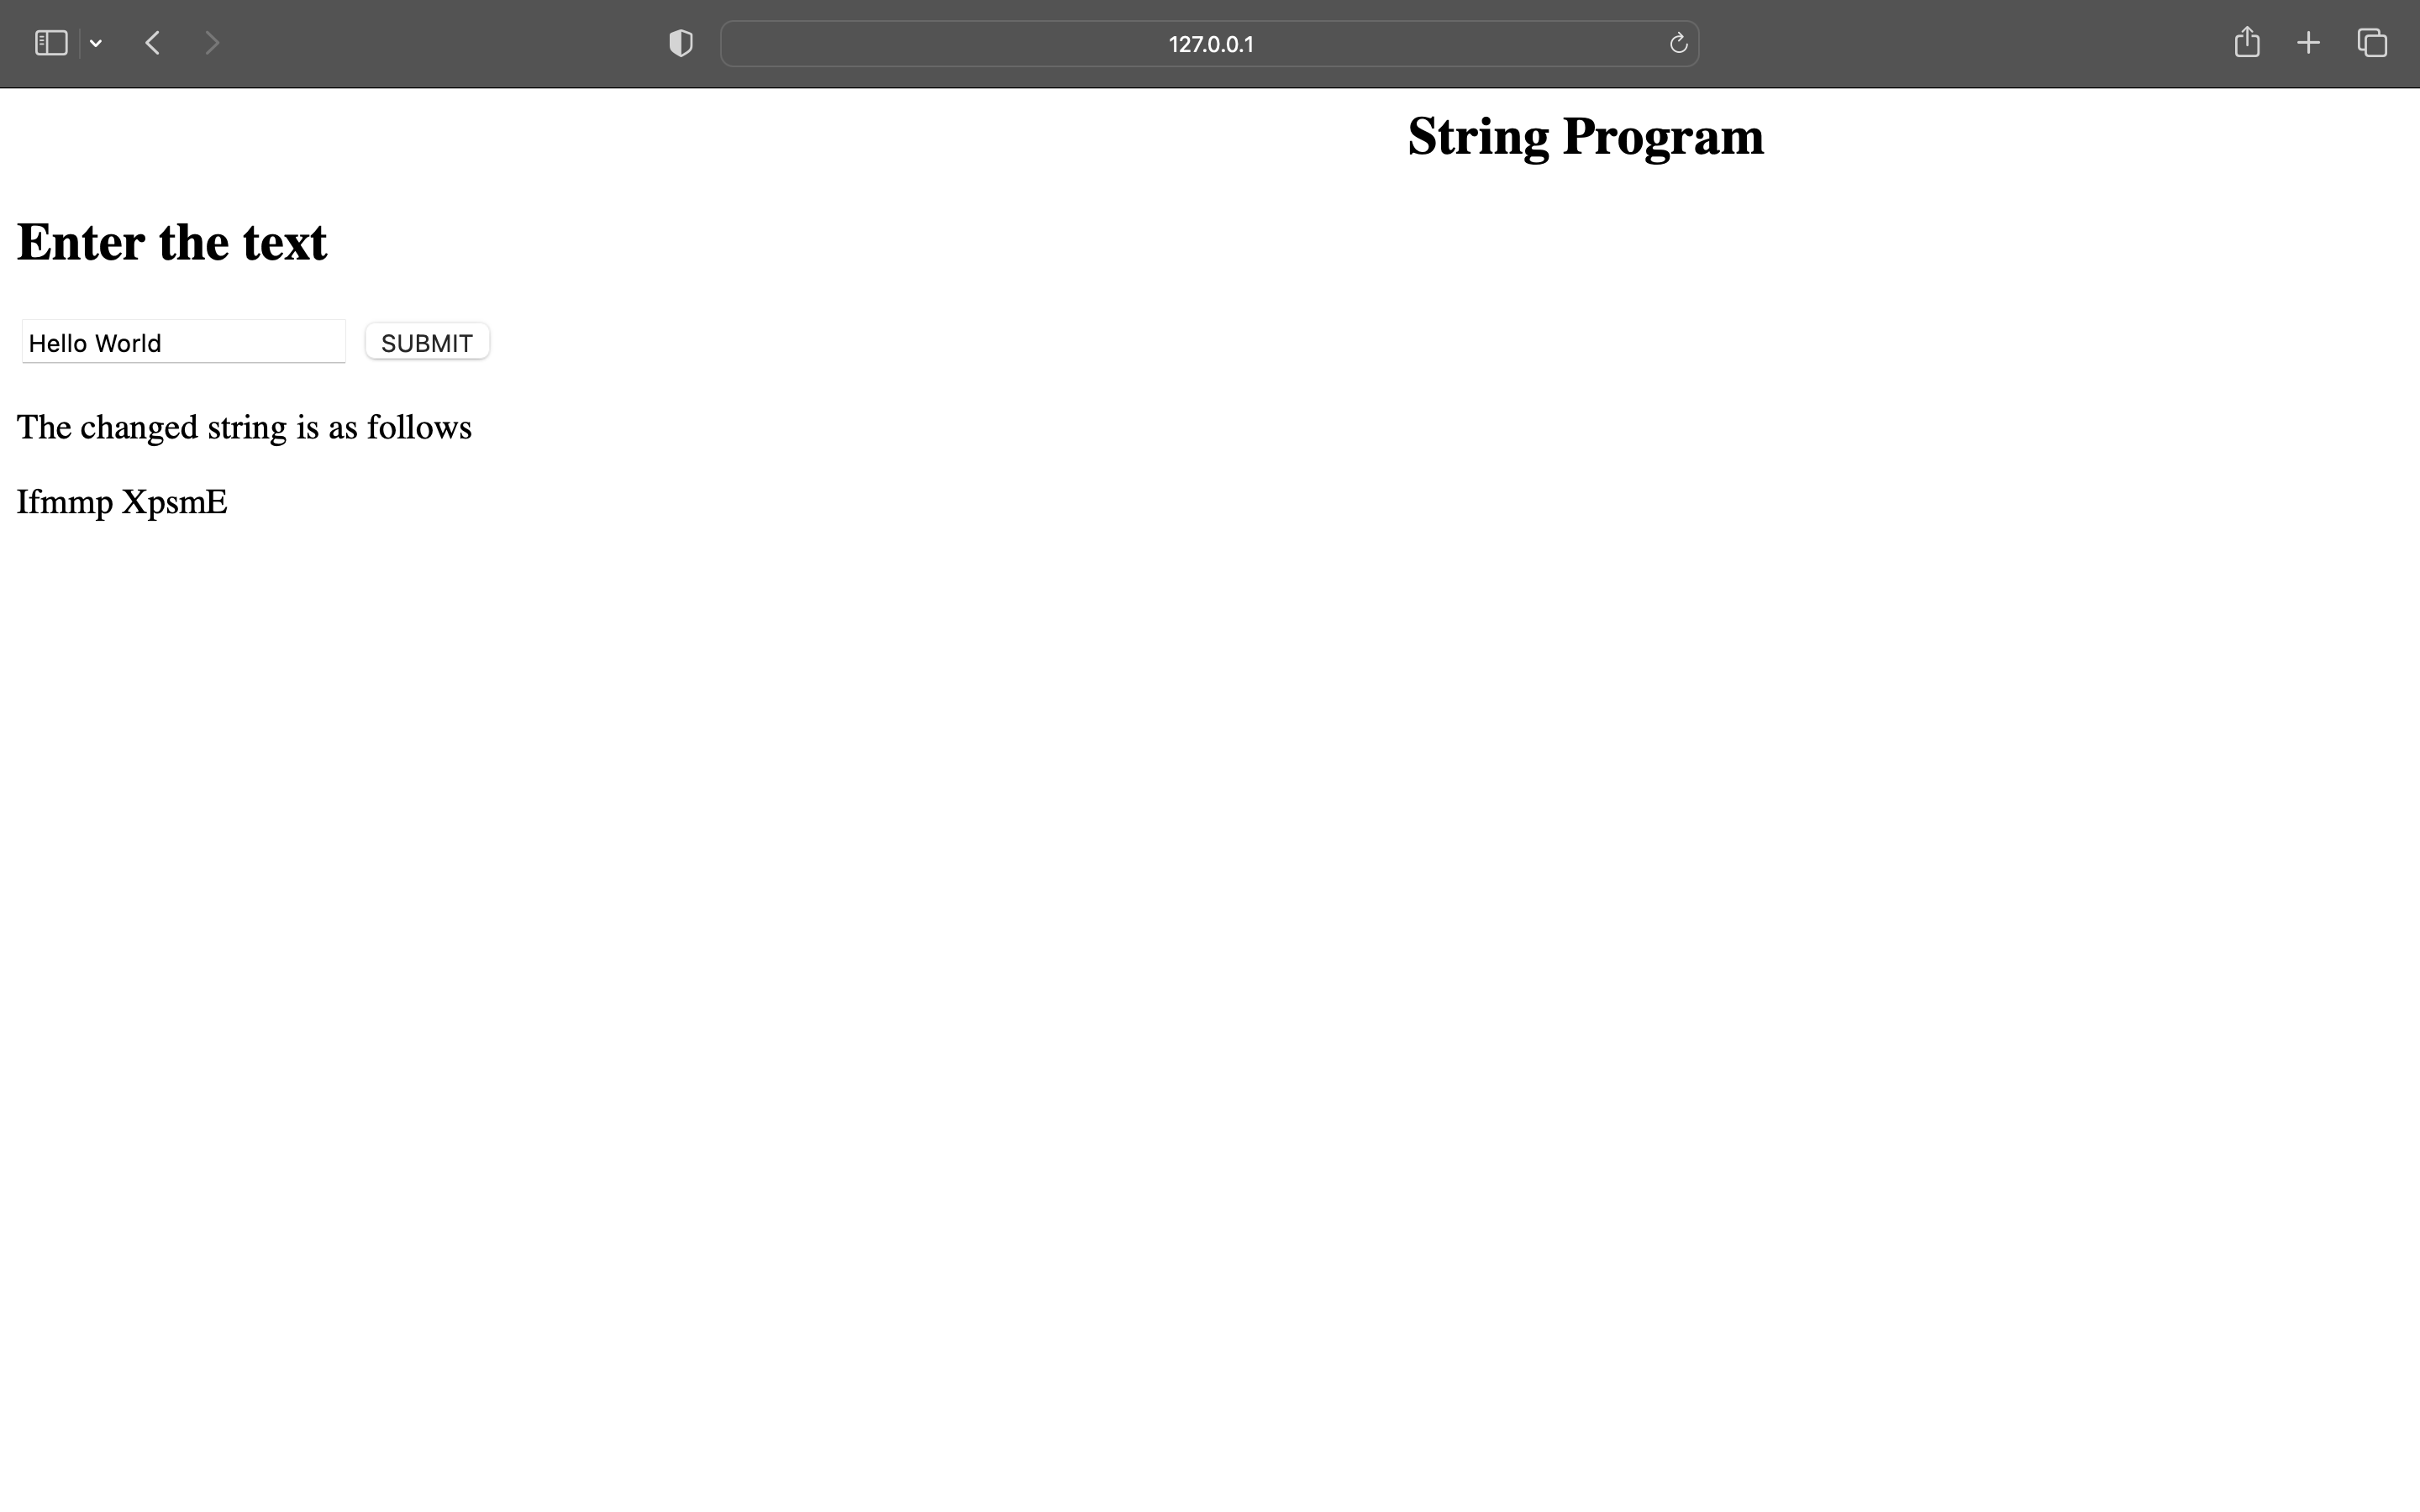 127.0.0.1
String Program
Enter the text
Hello World SUBMIT
The changed string is as follows
Ifmmp XpsmE